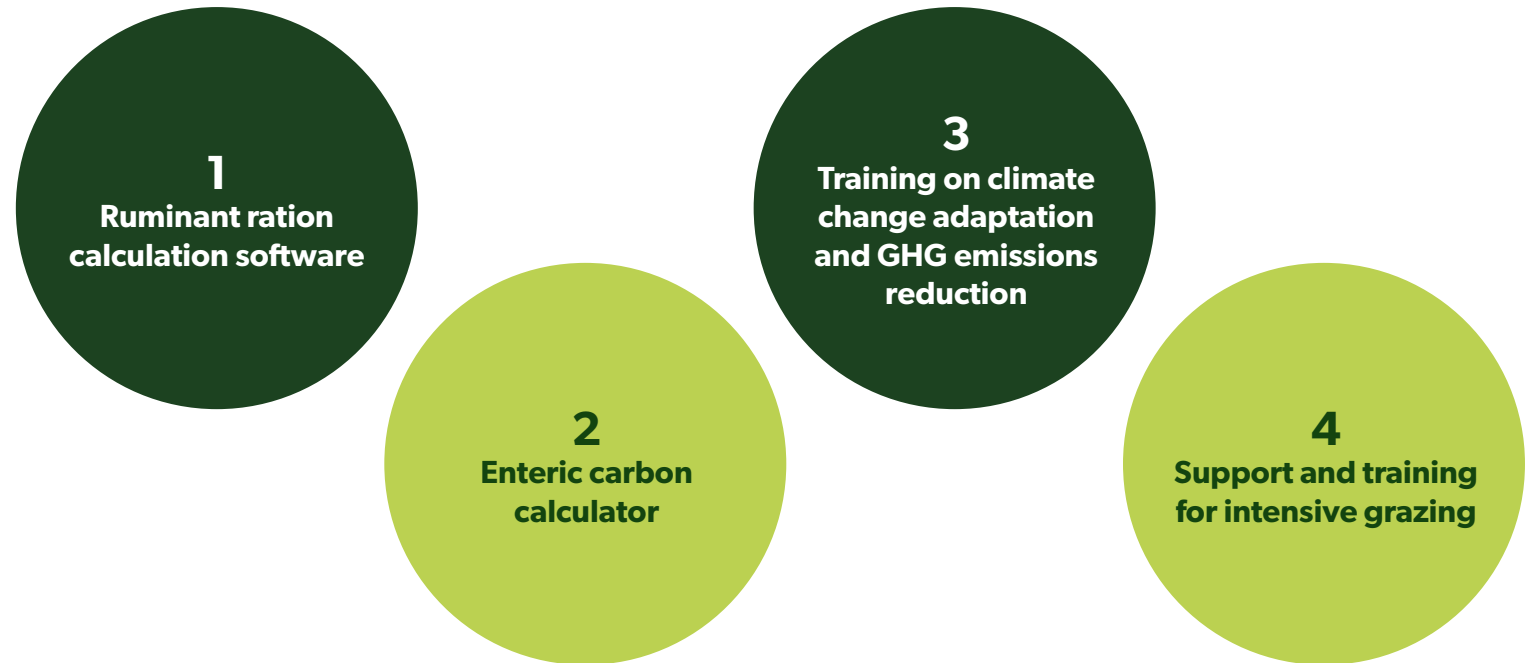 1
Ruminant ration
calculation software
2
Enteric carbon
calculator
3
Training on climate
change adaptation
and GHG emissions
reduction
4
Support and training
for intensive grazing